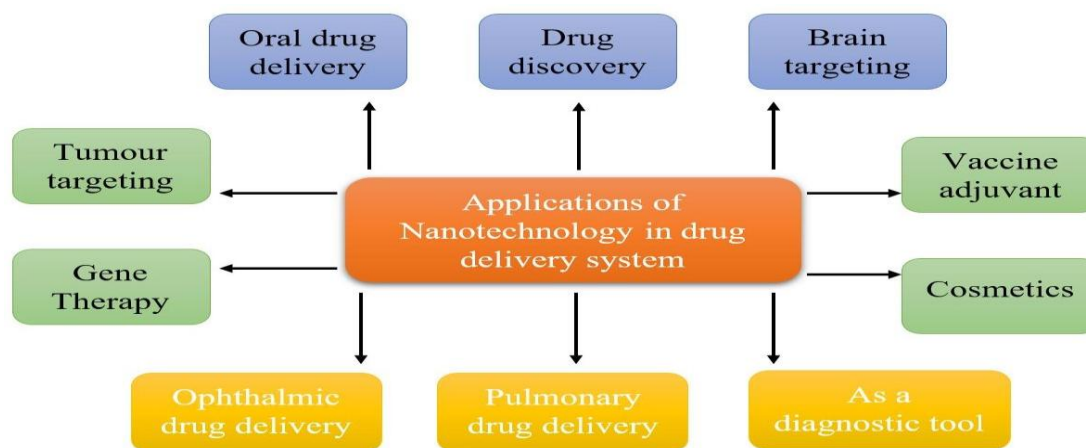 Oral drug
delivery
Drug
discovery
Brain
targeting
Tumour
targeting
Vaccine
adjuvant
Applications of
Nanotechnology in drug
delivery system
Gene
Therapy
Cosmetics
Ophthalmic
drug delivery
Pulmonary
drug delivery
As a
diagnostic tool